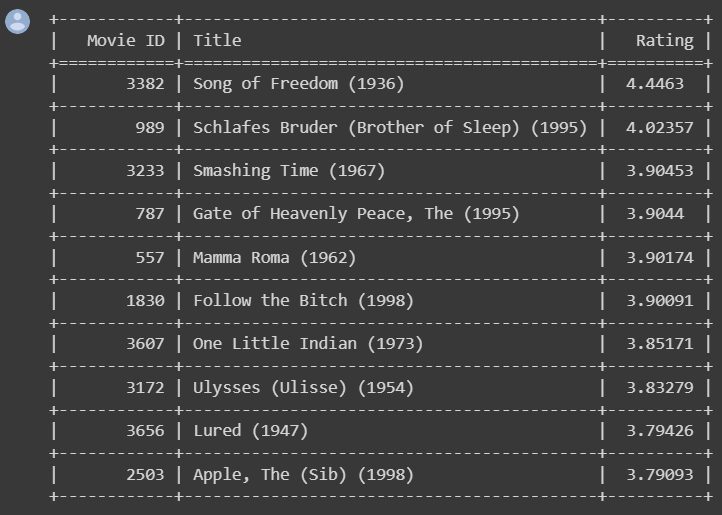 Movie ID | Title | Rating
3382 | Song of Freedom (1936) | 4.4463
989 | Schlafes Bruder (Brother of Sleep) (1995) | 4.02357
3233 | Smashing Time (1967) | 3.90453
787 | Gate of Heavenly Peace, The (1995) | 3.9044
557 | Mamma Roma (1962) | 3.90174
1830 | Follow the Bitch (1998) | 3.90091
3607 | One Little Indian (1973) | 3.85171
3172 | Ulysses (Ulisse) (1954) | 3.83279
3656 | Lured (1947) | 3.79426
2503 | Apple, The (Sib) (1998) | 3.79093